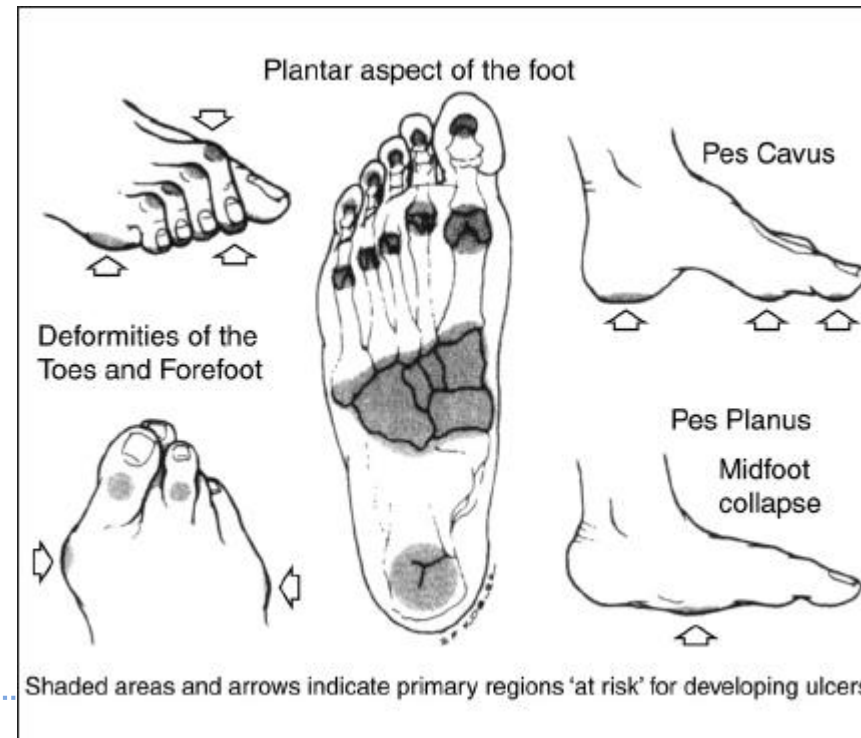 Plantar aspect of the foot
Pes Cavus
Deformities of the
Toes and Forefoot
Pes Planus
Midfoot
collapse
Shaded areas and arrows indicate primary regions 'at risk' for developing ulcers